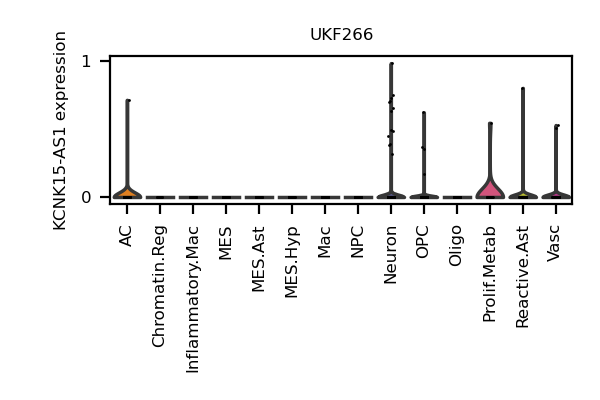 UKF266
KCNK15-AS1 expression
1
0
AC
Chromatin.Reg
Inflammatory.Mac
MES
MES.Ast
MES.Hyp
Mac
NPC
Neuron
OPC
Oligo
Prolif.Metab
Reactive.Ast
Vasc